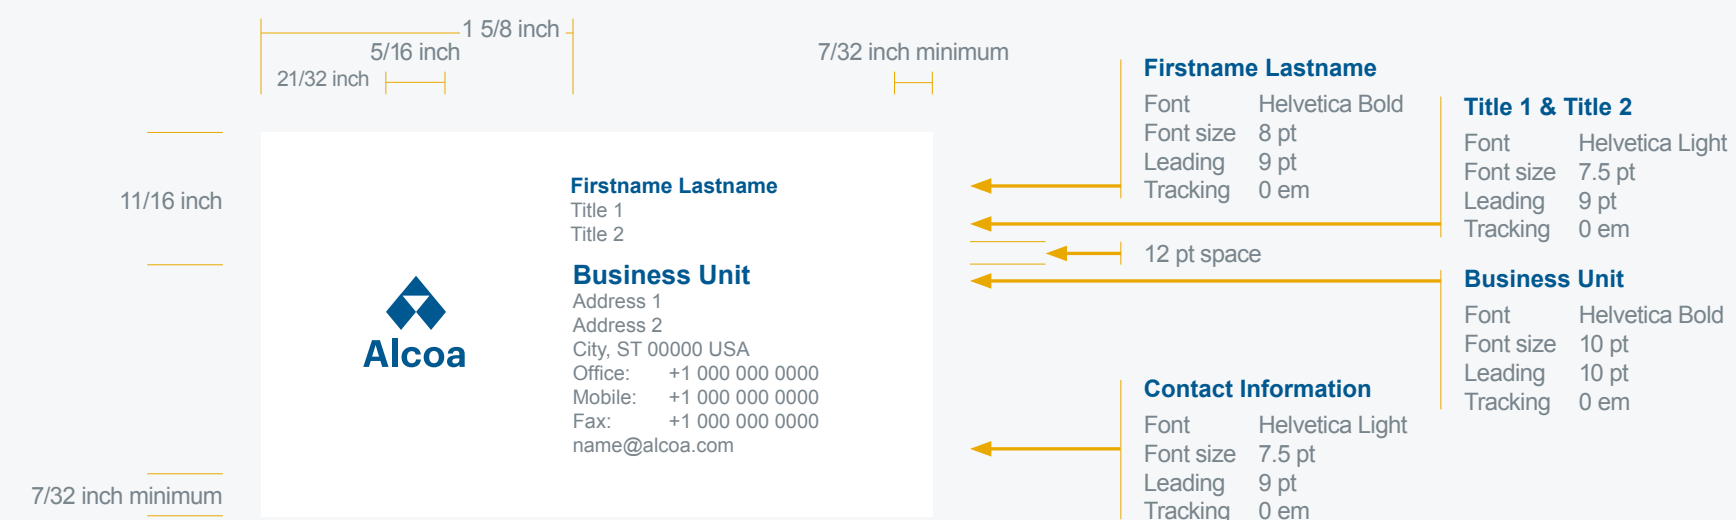 1 5/8 inch
5/16 inch
21/32 inch
7/32 inch minimum
11/16 inch
7/32 inch minimum
Firstname Lastname
Title 1
Title 2
Business Unit
Address 1
Address 2
City, ST 00000 USA
Office: +1 000 000 0000
Mobile: +1 000 000 0000
Fax: +1 000 000 0000
name@alcoa.com
Alcoa
Firstname Lastname
Font Helvetica Bold
Font size 8 pt
Leading 9 pt
Tracking 0 em
12 pt space
Contact Information
Font Helvetica Light
Font size 7.5 pt
Leading 9 pt
Tracking 0 em
Title 1 & Title 2
Font Helvetica Light
Font size 7.5 pt
Leading 9 pt
Tracking 0 em
Business Unit
Font Helvetica Bold
Font size 10 pt
Leading 10 pt
Tracking 0 em